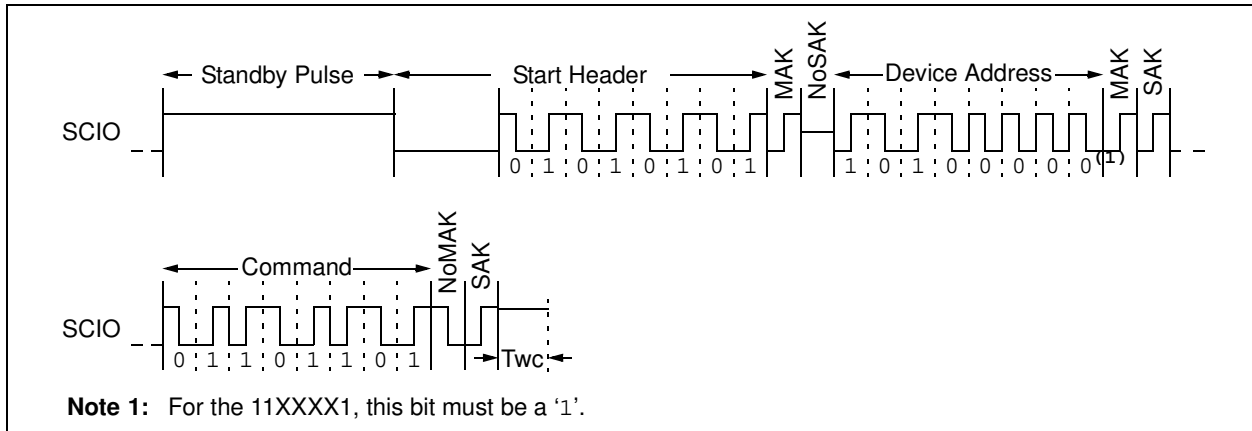 Standby Pulse
Start Header
MAK
NoSAK
Device Address
MAK
SAK
SCIO
0 1 0 1 0 1 0 1
1 0 1 0 0 0 0 0(1)
Command
NoMAK
SAK
SCIO
0 1 1 0 1 1 0 1
Twc
Note 1: For the 11XXXX1, this bit must be a ‘1’.